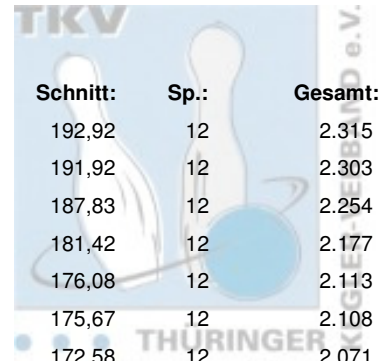 TKV
Schnitt: Sp.: Gesamt:
192,92 12 2.315
191,92 12 2.303
187,83 12 2.254
181,42 12 2.177
176,08 12 2.113
175,67 12 2.108
172,58 12 2.071
THÜRINGER
KEGLER-VERBAND e.V.